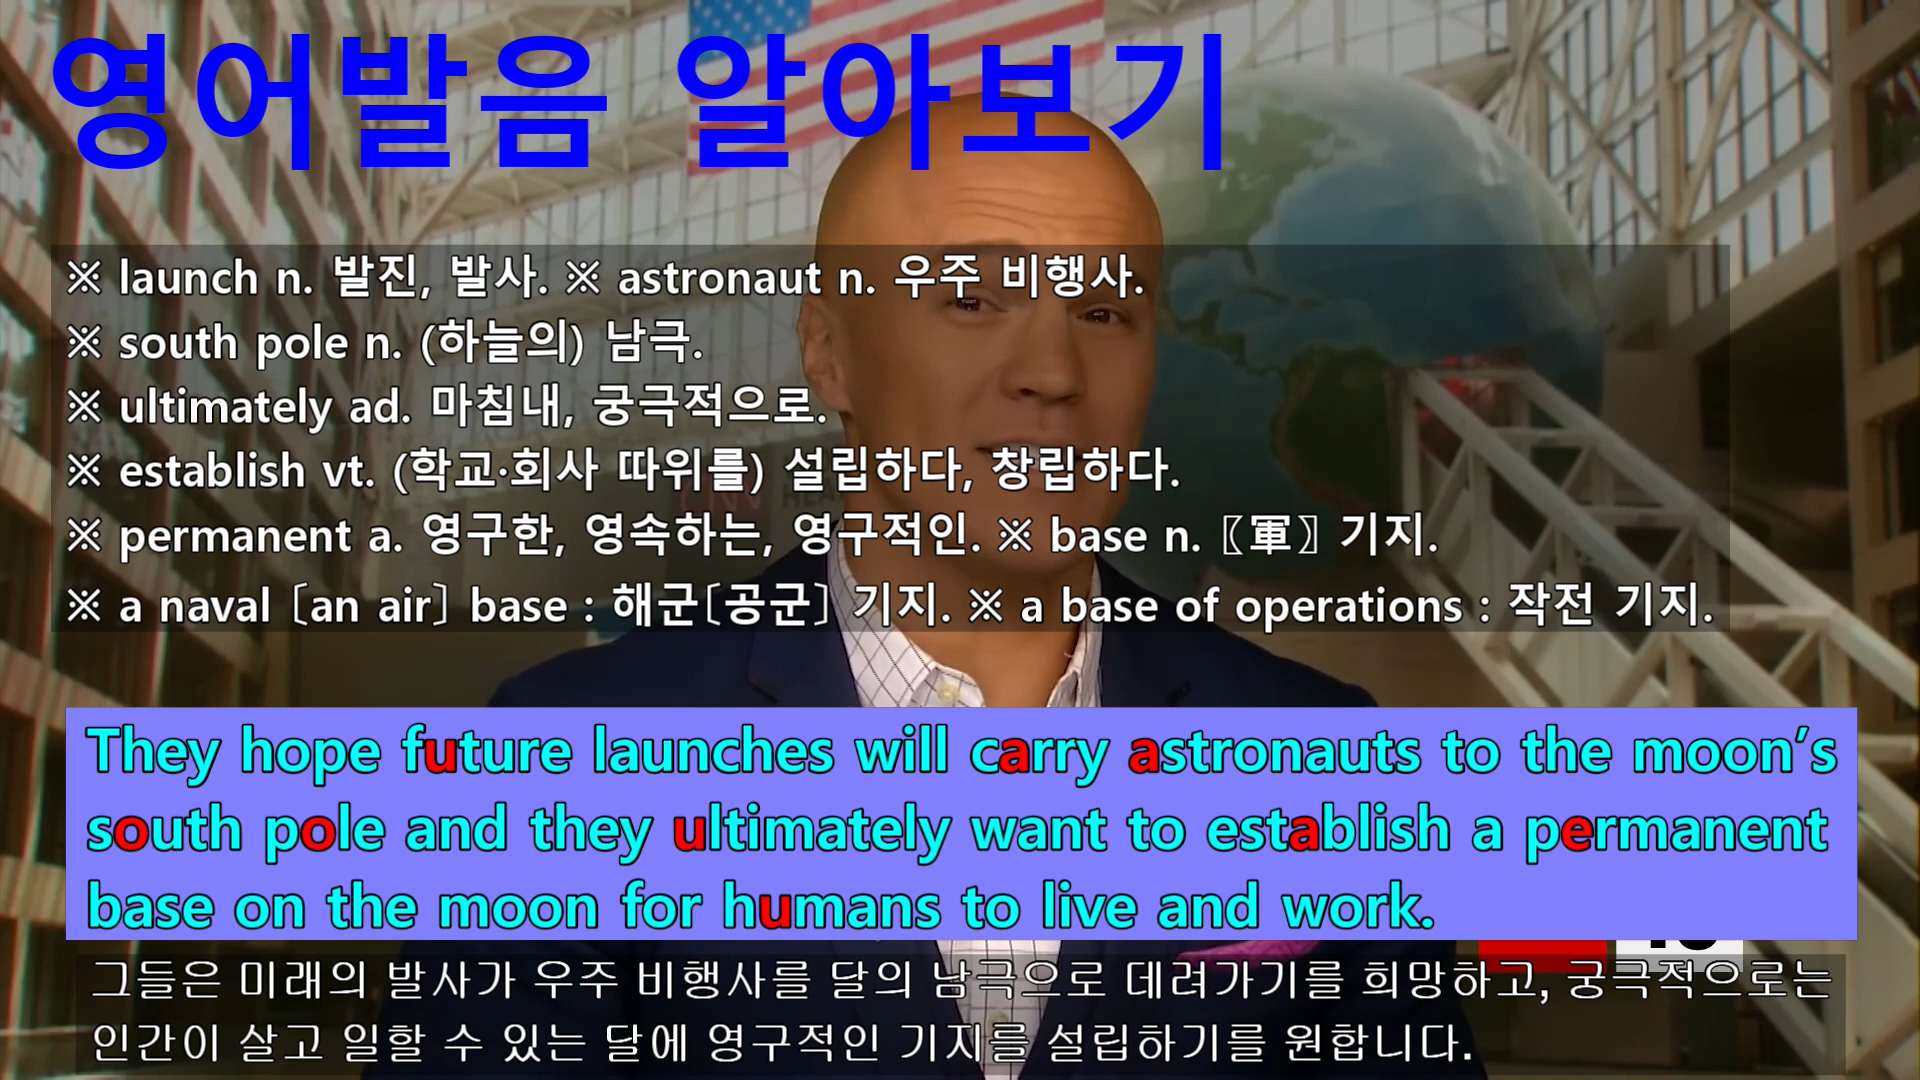 영어발음 알아보기
※ launch n. 발진, 발사. ※ astronaut n. 우주 비행사.
※ south pole n. (하늘의) 남극.
※ ultimately ad. 마침내, 궁극적으로.
※ establish vt. (학교·회사 따위를) 설립하다, 창립하다.
※ permanent a. 영구한, 영속하는, 영구적인. ※ base n. 〖軍〗 기지.
※ a naval [an air] base : 해군[공군] 기지. ※ a base of operations : 작전 기지.
They hope future launches will carry astronauts to the moon’s
south pole and they ultimately want to establish a permanent
base on the moon for humans to live and work.
그들은 미래의 발사가 우주 비행사를 달의 남극으로 데려가기를 희망하고, 궁극적으로는
인간이 살고 일할 수 있는 달에 영구적인 기지를 설립하기를 원합니다.